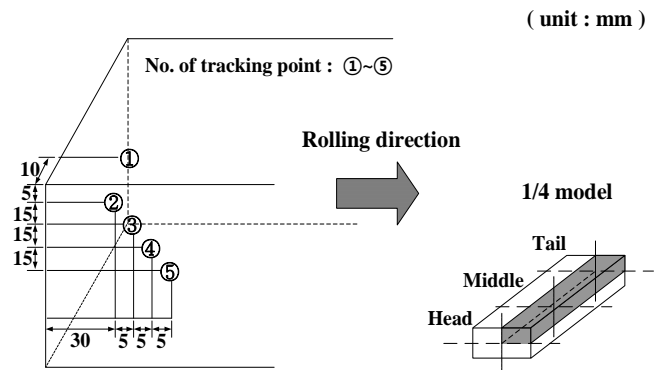 ( unit : mm )
No. of tracking point : ①~⑤
①
10
5
②
15
③
15
④
15
⑤
30
5
5
5
Rolling direction
1/4 model
Tail
Middle
Head